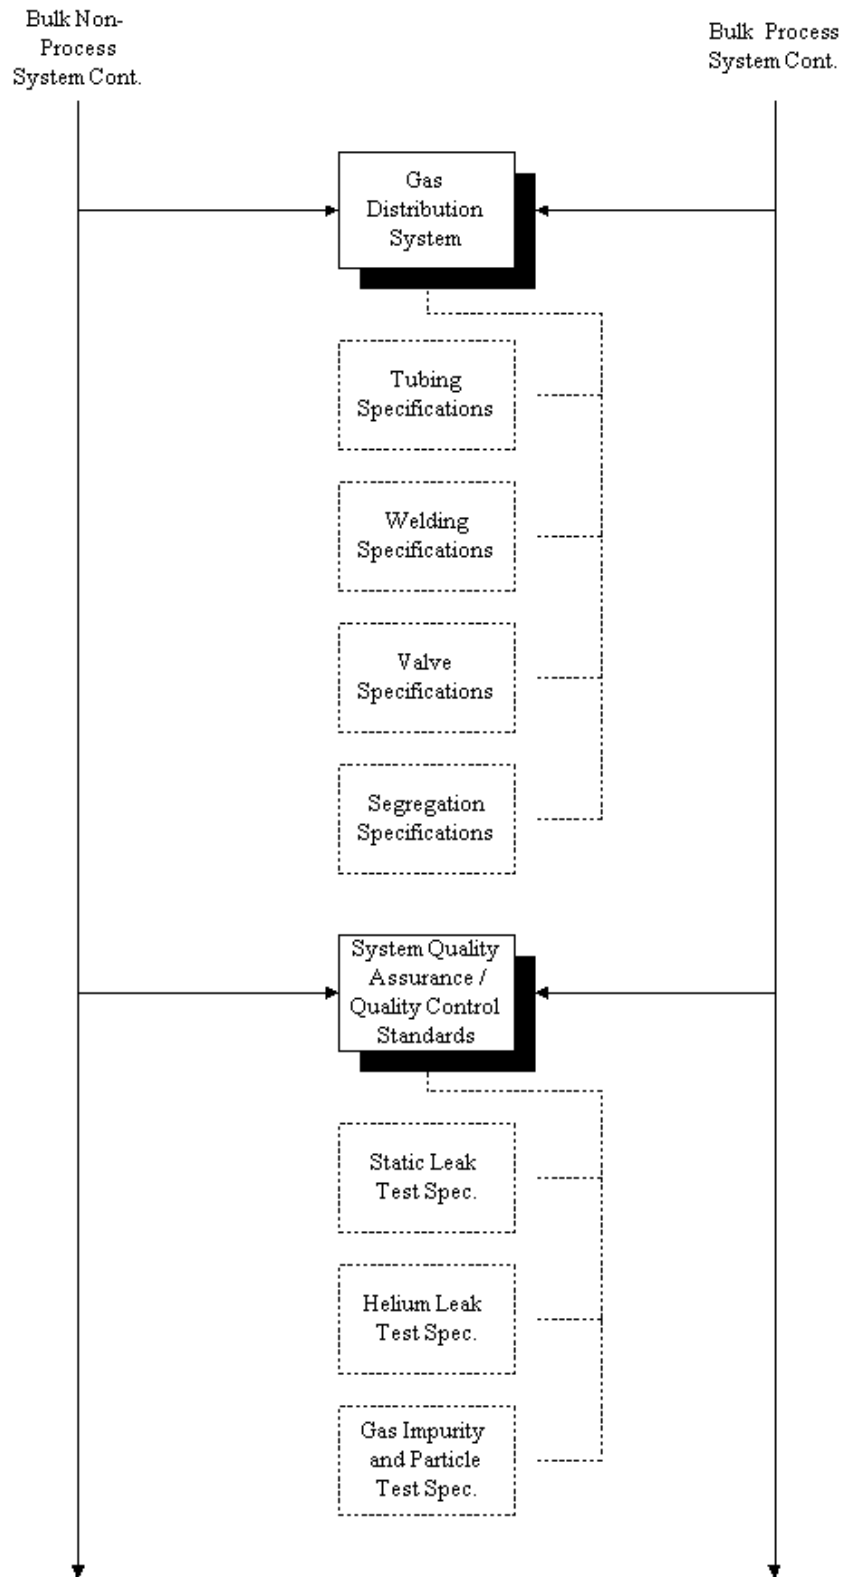 Bulk Non-
Process
System Cont.
Bulk Process
System Cont.
Gas
Distribution
System
Tubing
Specifications
Welding
Specifications
Valve
Specifications
Segregation
Specifications
System Quality
Assurance /
Quality Control
Standards
Static Leak
Test Spec.
Helium Leak
Test Spec.
Gas Impurity
and Particle
Test Spec.